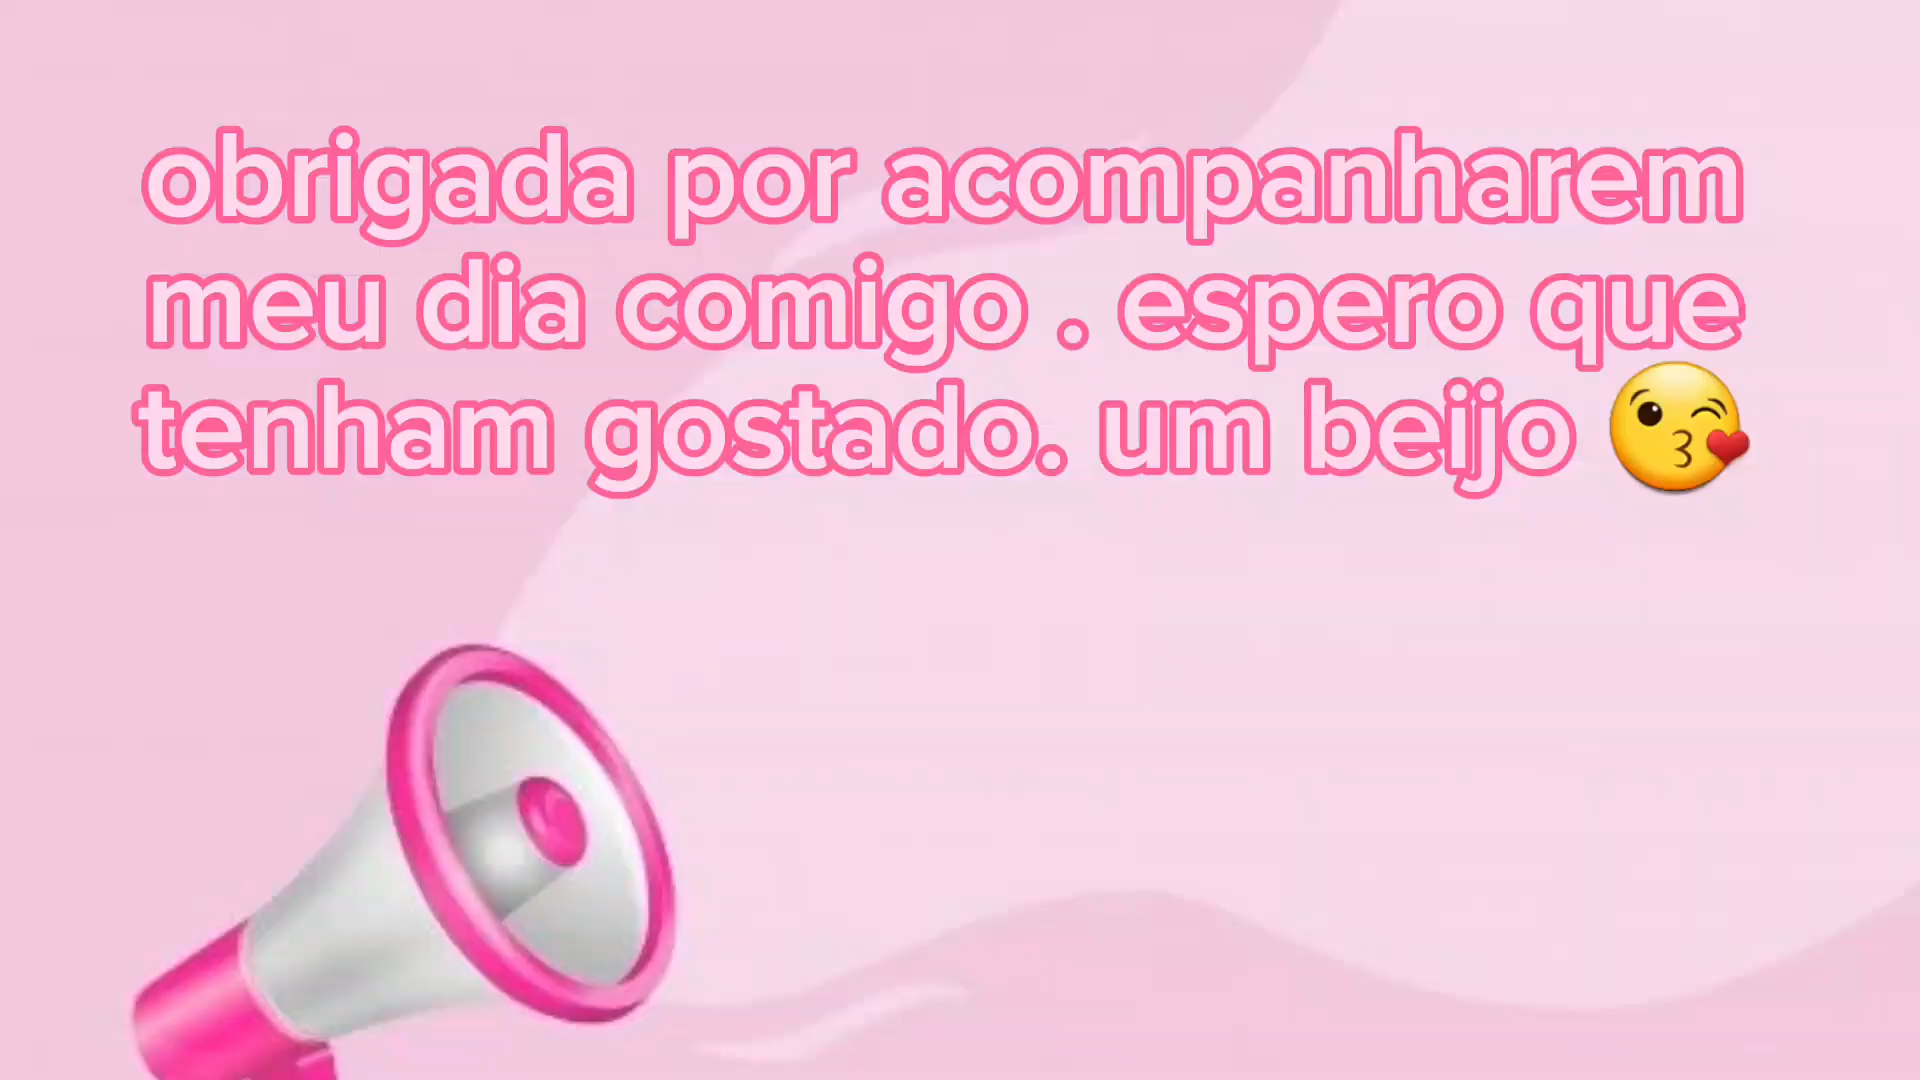 obrigada por acompanharem
meu dia comigo . espero que
tenham gostado. um beijo 😘